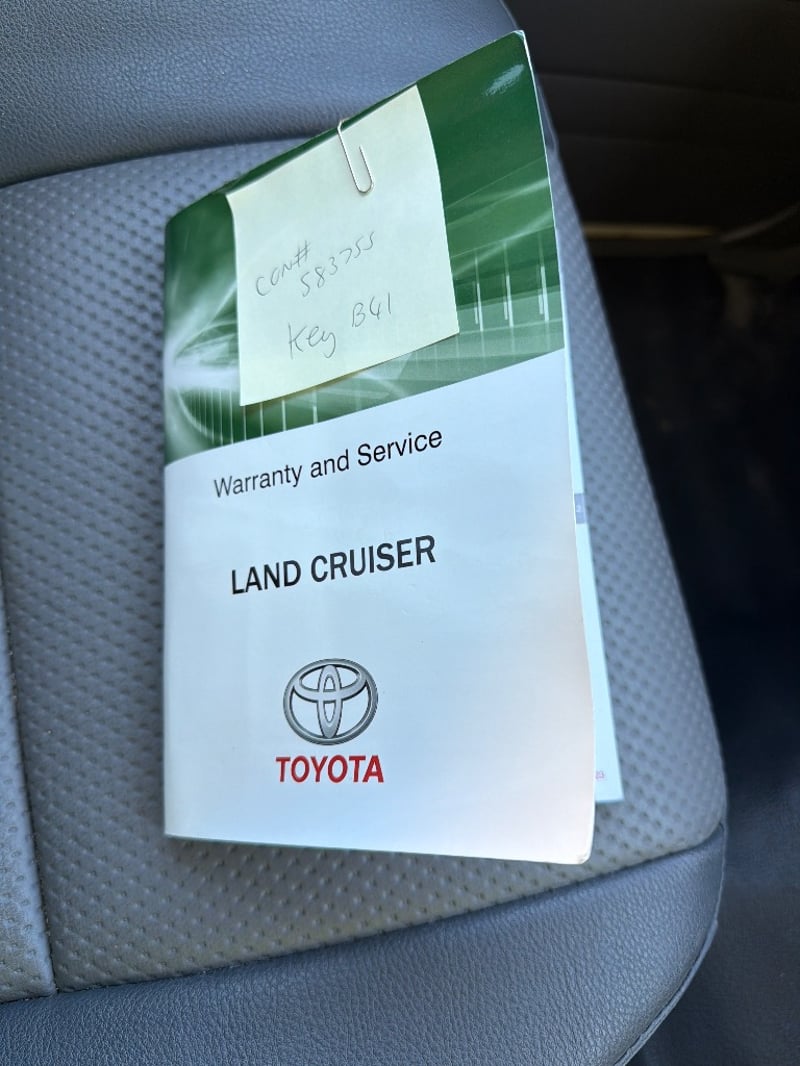 CON#
583755
Key B41
Warranty and Service
LAND CRUISER
TOYOTA